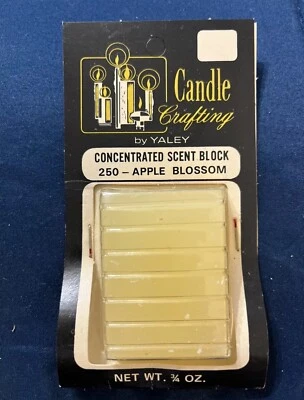 Candle
Crafting
by YALEY
CONCENTRATED SCENT BLOCK
250 – APPLE BLOSSOM
NET WT. ¾ OZ.